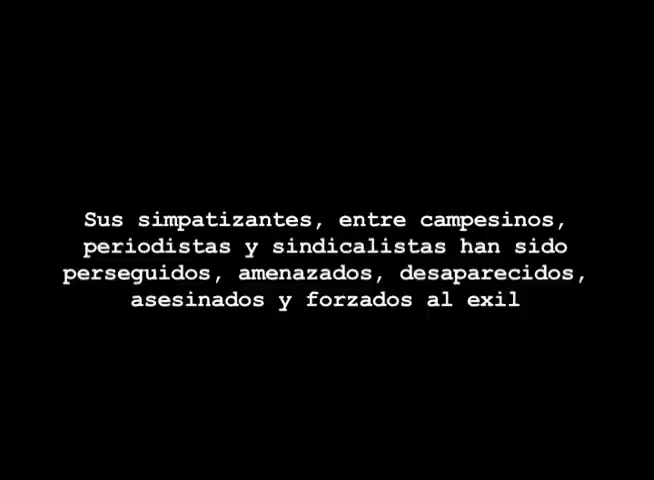 Sus simpatizantes, entre campesinos,
periodistas y sindicalistas han sido
perseguidos, amenazados, desaparecidos,
asesinados y forzados al exil